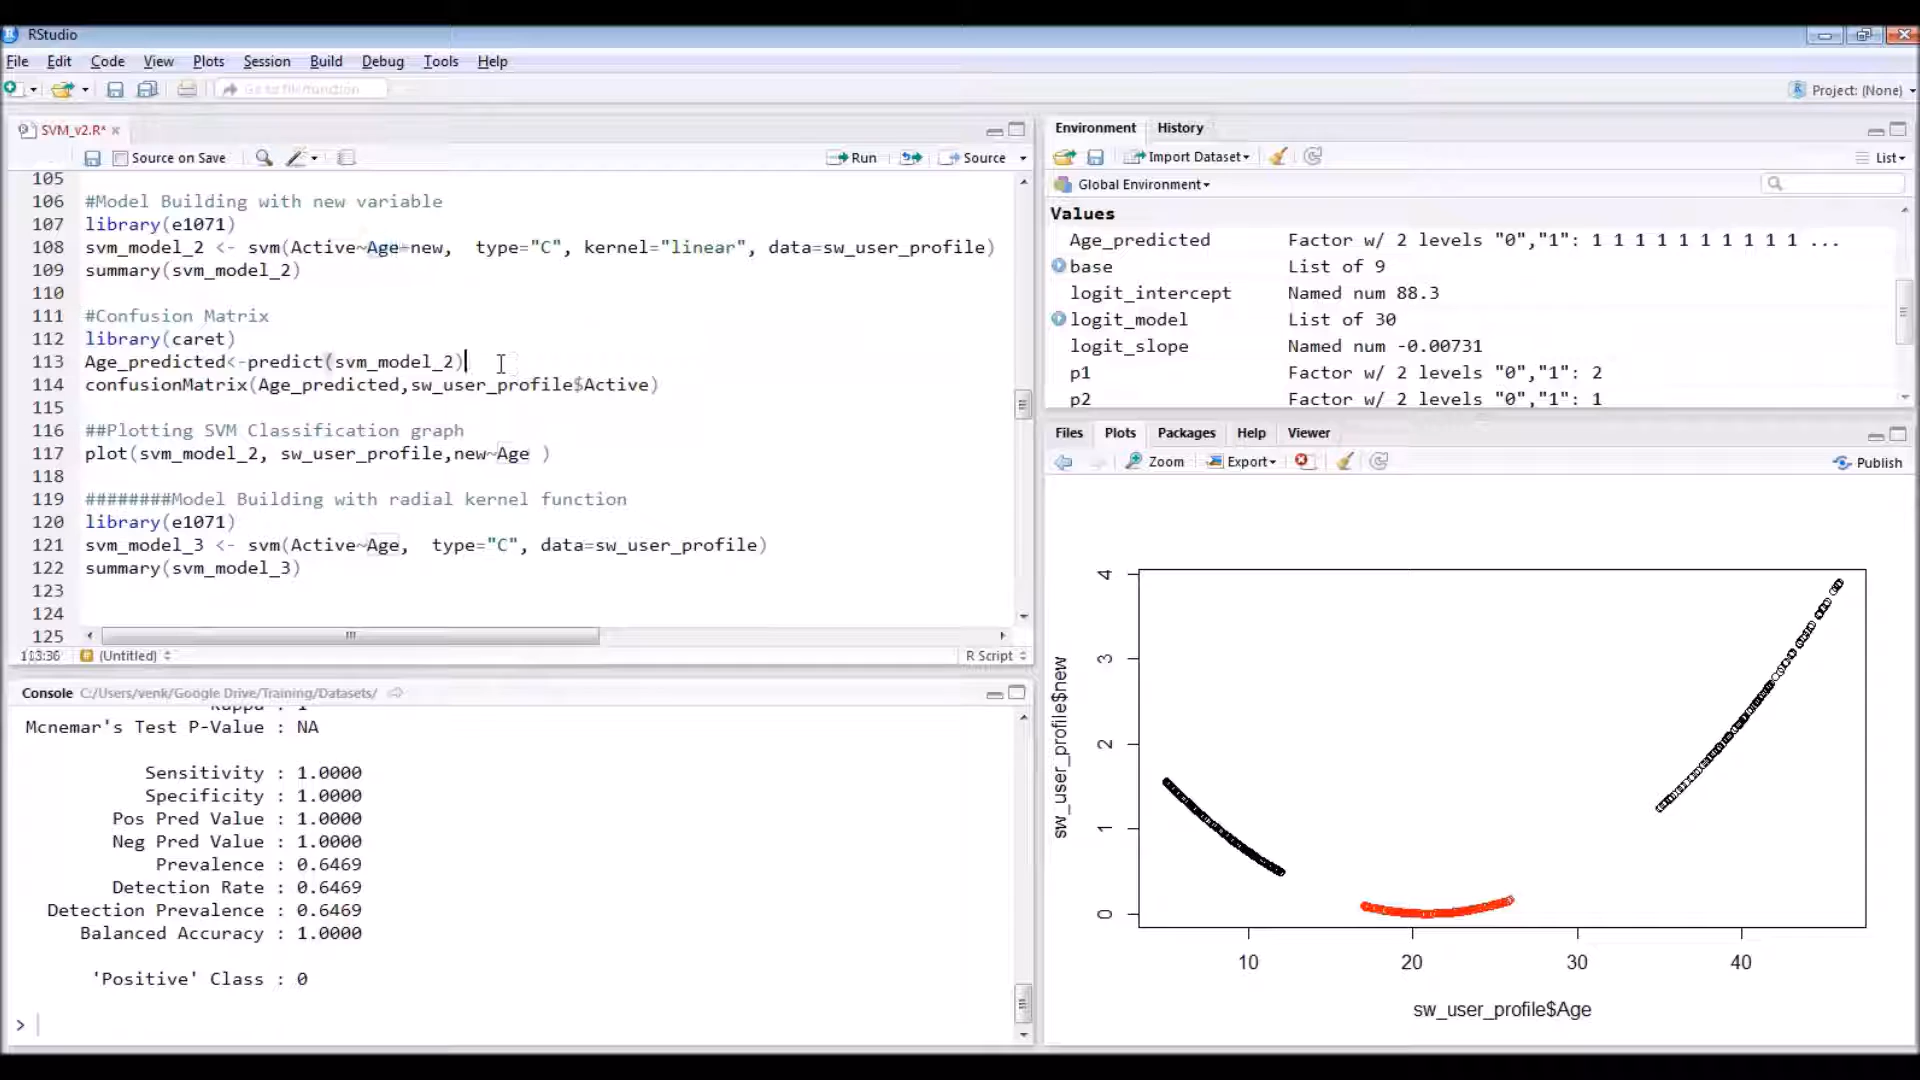 RStudio
File Edit Code View Plots Session Build Debug Tools Help
Go to file/function
Project: (None)
SVM_v2.R*
Source on Save
Run
Source
105
106 #Model Building with new variable
107 library(e1071)
108 svm_model_2 <- svm(Active~Age+new, type="C", kernel="linear", data=sw_user_profile)
109 summary(svm_model_2)
110
111 #Confusion Matrix
112 library(caret)
113 Age_predicted<-predict(svm_model_2)
114 confusionMatrix(Age_predicted,sw_user_profile$Active)
115
116 ##Plotting SVM Classification graph
117 plot(svm_model_2, sw_user_profile,new~Age )
118
119 ########Model Building with radial kernel function
120 library(e1071)
121 svm_model_3 <- svm(Active~Age, type="C", data=sw_user_profile)
122 summary(svm_model_3)
123
124
125
113:36 (Untitled) R Script
Console C:/Users/venk/Google Drive/Training/Datasets/
Kappa : 1
Mcnemar's Test P-Value : NA
Sensitivity : 1.0000
Specificity : 1.0000
Pos Pred Value : 1.0000
Neg Pred Value : 1.0000
Prevalence : 0.6469
Detection Rate : 0.6469
Detection Prevalence : 0.6469
Balanced Accuracy : 1.0000
'Positive' Class : 0
>
Environment History
Import Dataset
List
Global Environment
Values
Age_predicted Factor w/ 2 levels "0","1": 1 1 1 1 1 1 1 1 1 1 ...
base List of 9
logit_intercept Named num 88.3
logit_model List of 30
logit_slope Named num -0.00731
p1 Factor w/ 2 levels "0","1": 2
p2 Factor w/ 2 levels "0","1": 1
Files Plots Packages Help Viewer
Zoom Export Publish
4
3
2
1
0
sw_user_profile$new
10 20 30 40
sw_user_profile$Age